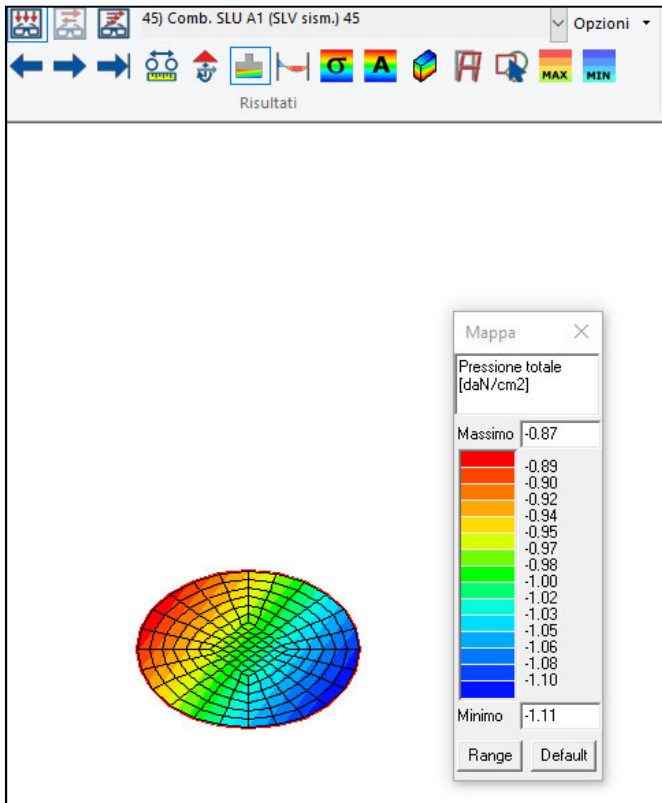 45) Comb. SLU A1 (SLV sism.) 45
Opzioni
σ
A
MAX
MIN
Risultati
Mappa
Pressione totale
[daN/cm2]
Massimo -0.87
-0.89
-0.90
-0.92
-0.94
-0.95
-0.97
-0.98
-1.00
-1.02
-1.03
-1.05
-1.06
-1.08
-1.10
Minimo -1.11
Range Default